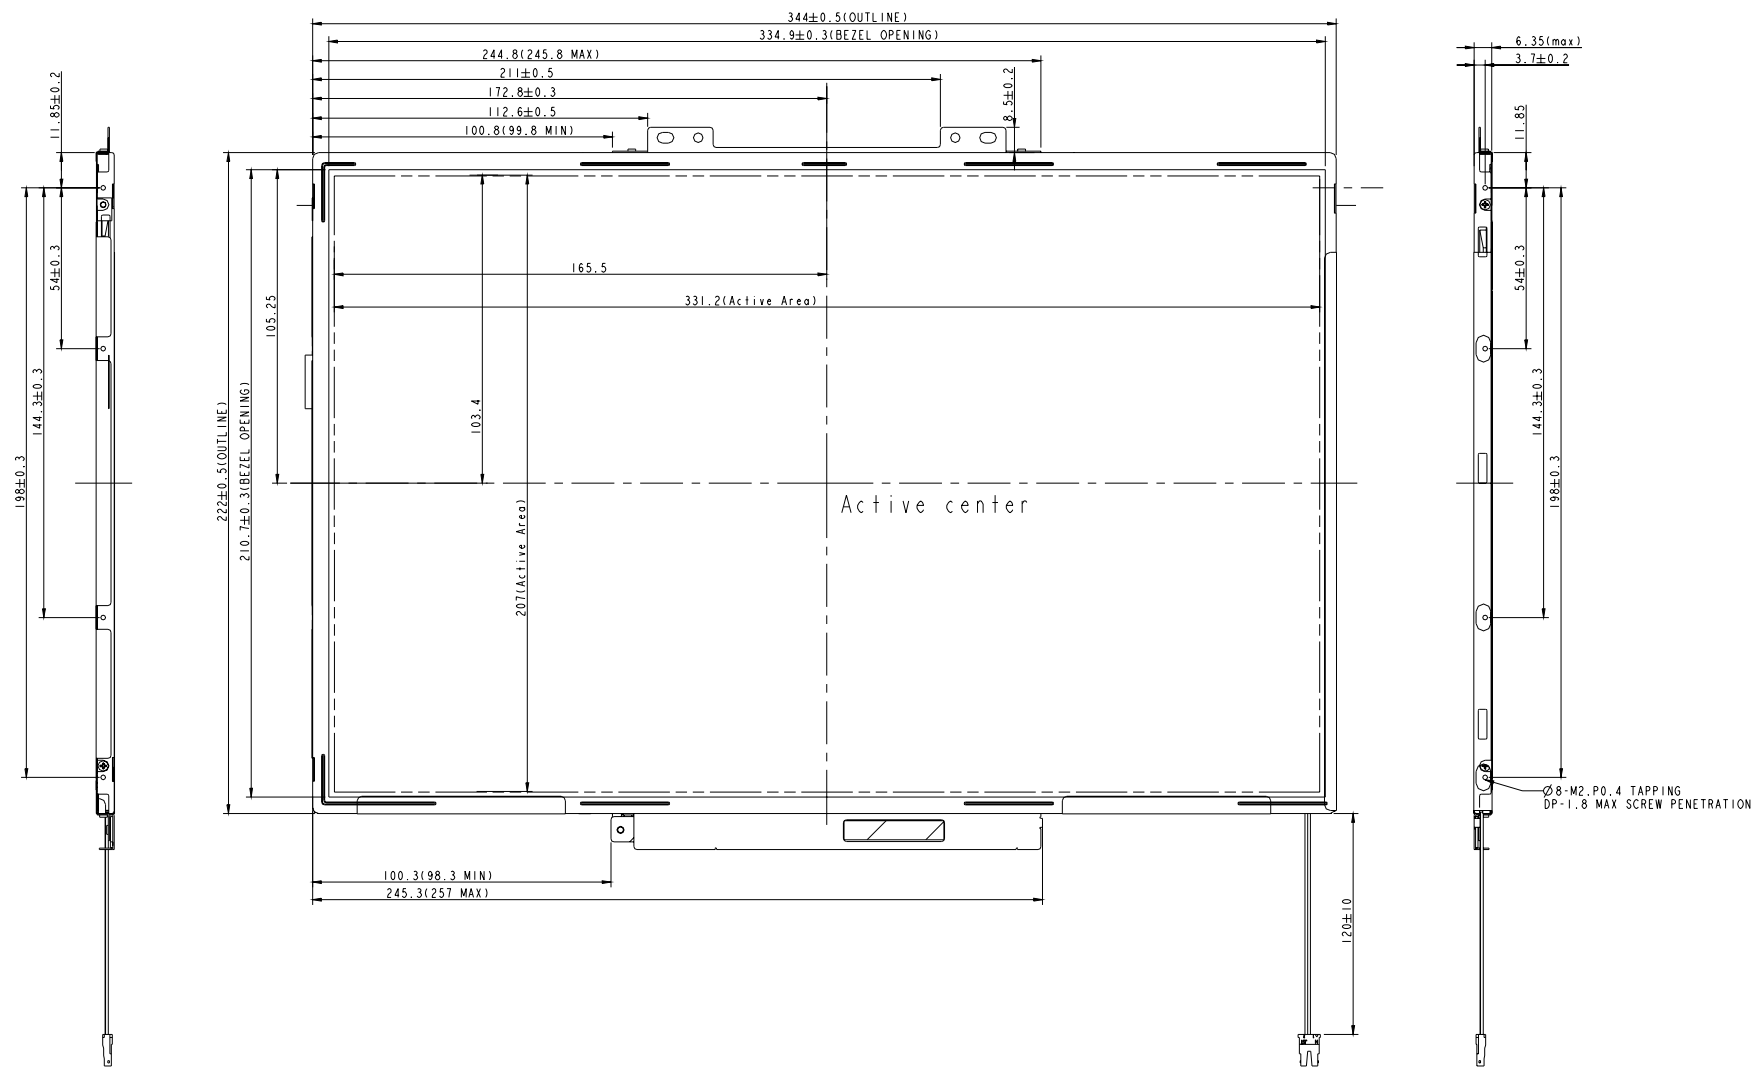 344±0.5(OUTLINE)
334.9±0.3(BEZEL OPENING)
244.8(245.8 MAX)
211±0.5
172.8±0.3
112.6±0.5
100.8(99.8 MIN)
8.5±0.2
6.35(max)
3.7±0.2
11.85±0.2
11.85
54±0.3
144.3±0.3
198±0.3
105.25
222±0.5(OUTLINE)
210.7±0.3(BEZEL OPENING)
165.5
331.2(Active Area)
103.4
207(Active Area)
Active center
54±0.3
144.3±0.3
198±0.3
Ø8-M2.P0.4 TAPPING
DP-1.8 MAX SCREW PENETRATION
100.3(98.3 MIN)
245.3(257 MAX)
120±10